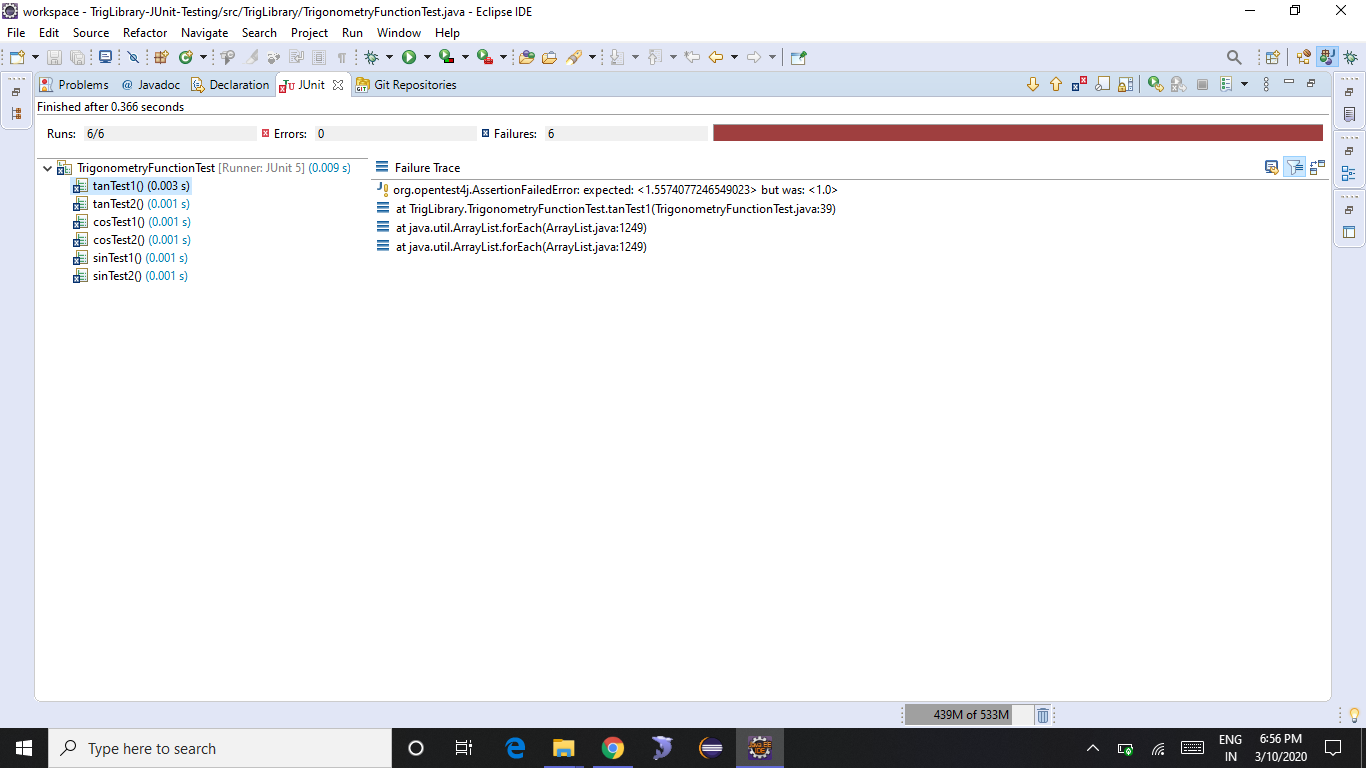 workspace - TrigLibrary-JUnit-Testing/src/TrigLibrary/TrigonometryFunctionTest.java - Eclipse IDE
File Edit Source Refactor Navigate Search Project Run Window Help
Problems @ Javadoc Declaration JUnit Git Repositories
Finished after 0.366 seconds
Runs: 6/6 Errors: 0 Failures: 6
TrigonometryFunctionTest [Runner: JUnit 5] (0.009 s)
tanTest1() (0.003 s)
tanTest2() (0.001 s)
cosTest1() (0.001 s)
cosTest2() (0.001 s)
sinTest1() (0.001 s)
sinTest2() (0.001 s)
Failure Trace
org.opentest4j.AssertionFailedError: expected: <1.5574077246549023> but was: <1.0>
at TrigLibrary.TrigonometryFunctionTest.tanTest1(TrigonometryFunctionTest.java:39)
at java.util.ArrayList.forEach(ArrayList.java:1249)
at java.util.ArrayList.forEach(ArrayList.java:1249)
439M of 533M
Type here to search
ENG
IN
6:56 PM
3/10/2020